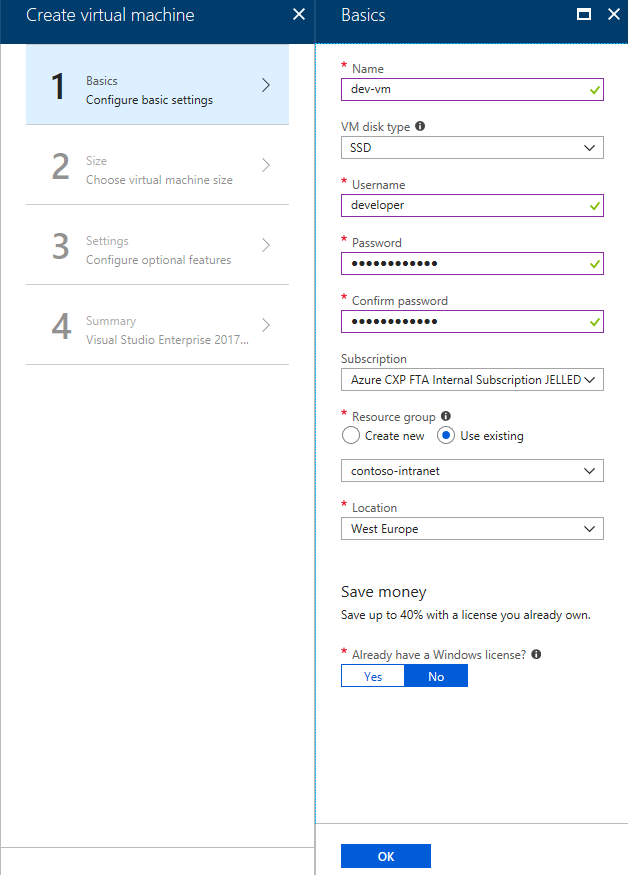 Create virtual machine
1
Basics
Configure basic settings
2
Size
Choose virtual machine size
3
Settings
Configure optional features
4
Summary
Visual Studio Enterprise 2017...
Basics
* Name
dev-vm
VM disk type
SSD
* Username
developer
* Password
●●●●●●●●●●●●
* Confirm password
●●●●●●●●●●●●
Subscription
Azure CXP FTA Internal Subscription JELLED
* Resource group
Create new Use existing
contoso-intranet
* Location
West Europe
Save money
Save up to 40% with a license you already own.
* Already have a Windows license?
Yes No
OK